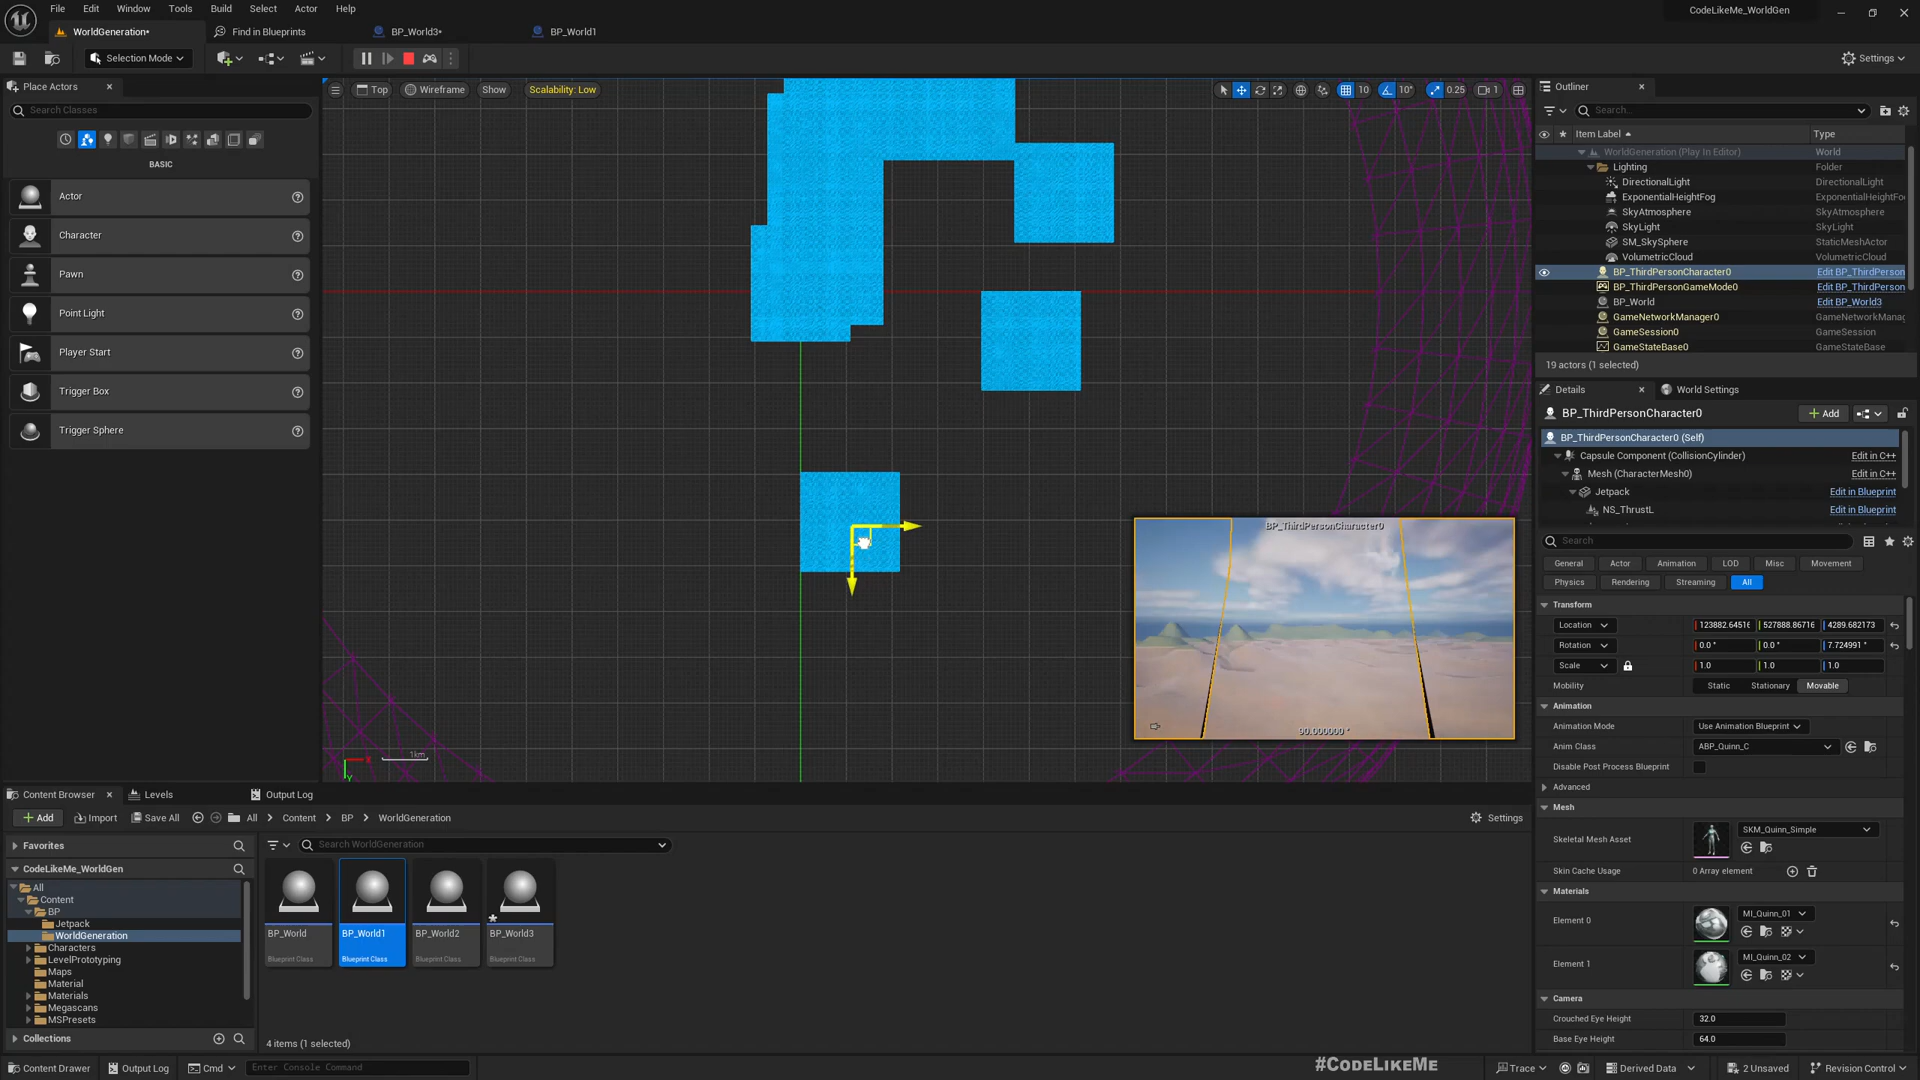 File Edit Window Tools Build Select Actor Help
CodeLikeMe_WorldGen
WorldGeneration* Find in Blueprints BP_World3* BP_World1
Selection Mode
Settings
Place Actors
Search Classes
BASIC
Actor
Character
Pawn
Point Light
Player Start
Trigger Box
Trigger Sphere
Top Wireframe Show Scalability: Low
10 10° 0.25 1
1km
X
Y
BP_ThirdPersonCharacter0
90.000000 °
Outliner
Search...
Item Label Type
WorldGeneration (Play In Editor) World
Lighting Folder
DirectionalLight DirectionalLight
ExponentialHeightFog ExponentialHeightFo
SkyAtmosphere SkyAtmosphere
SkyLight SkyLight
SM_SkySphere StaticMeshActor
VolumetricCloud VolumetricCloud
BP_ThirdPersonCharacter0 Edit BP_ThirdPerson
BP_ThirdPersonGameMode0 Edit BP_ThirdPerson
BP_World Edit BP_World3
GameNetworkManager0 GameNetworkManag
GameSession0 GameSession
GameStateBase0 GameStateBase
19 actors (1 selected)
Details World Settings
BP_ThirdPersonCharacter0
Add
BP_ThirdPersonCharacter0 (Self)
Capsule Component (CollisionCylinder) Edit in C++
Mesh (CharacterMesh0) Edit in C++
Jetpack Edit in Blueprint
NS_ThrustL Edit in Blueprint
Search
General Actor Animation LOD Misc Movement
Physics Rendering Streaming All
Transform
Location 123882.64516 527888.86716 4289.682173
Rotation 0.0 ° 0.0 ° 7.724991 °
Scale 1.0 1.0 1.0
Mobility Static Stationary Movable
Animation
Animation Mode Use Animation Blueprint
Anim Class ABP_Quinn_C
Disable Post Process Blueprint
Advanced
Mesh
Skeletal Mesh Asset SKM_Quinn_Simple
Skin Cache Usage 0 Array element
Materials
Element 0 MI_Quinn_01
Element 1 MI_Quinn_02
Camera
Crouched Eye Height 32.0
Base Eye Height 64.0
Content Browser Levels Output Log
Add Import Save All All Content BP WorldGeneration
Settings
Favorites
CodeLikeMe_WorldGen
All
Content
BP
Jetpack
WorldGeneration
Characters
LevelPrototyping
Maps
Material
Materials
Megascans
MSPresets
Collections
Search WorldGeneration
BP_World BP_World1 BP_World2 BP_World3
Blueprint Class Blueprint Class Blueprint Class Blueprint Class
4 items (1 selected)
#CODELIKEME
Content Drawer Output Log Cmd Enter Console Command
Trace Derived Data 2 Unsaved Revision Control